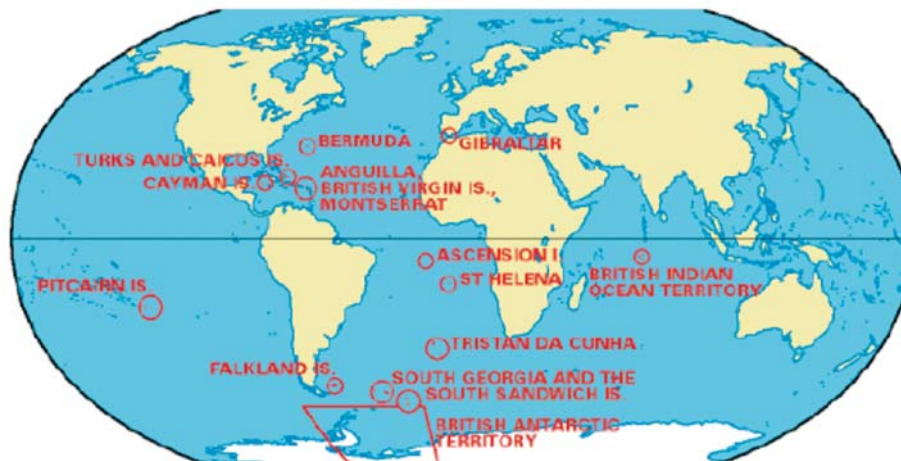 BERMUDA
GIBRALTAR
TURKS AND CAICUS IS.
ANGUILLA,
CAYMAN IS.
BRITISH VIRGIN IS.,
MONTSERRAT
ASCENSION I.
ST HELENA
BRITISH INDIAN
OCEAN TERRITORY
PITCAIRN IS.
TRISTAN DA CUNHA
FALKLAND IS.
SOUTH GEORGIA AND THE
SOUTH SANDWICH IS.
BRITISH ANTARCTIC
TERRITORY